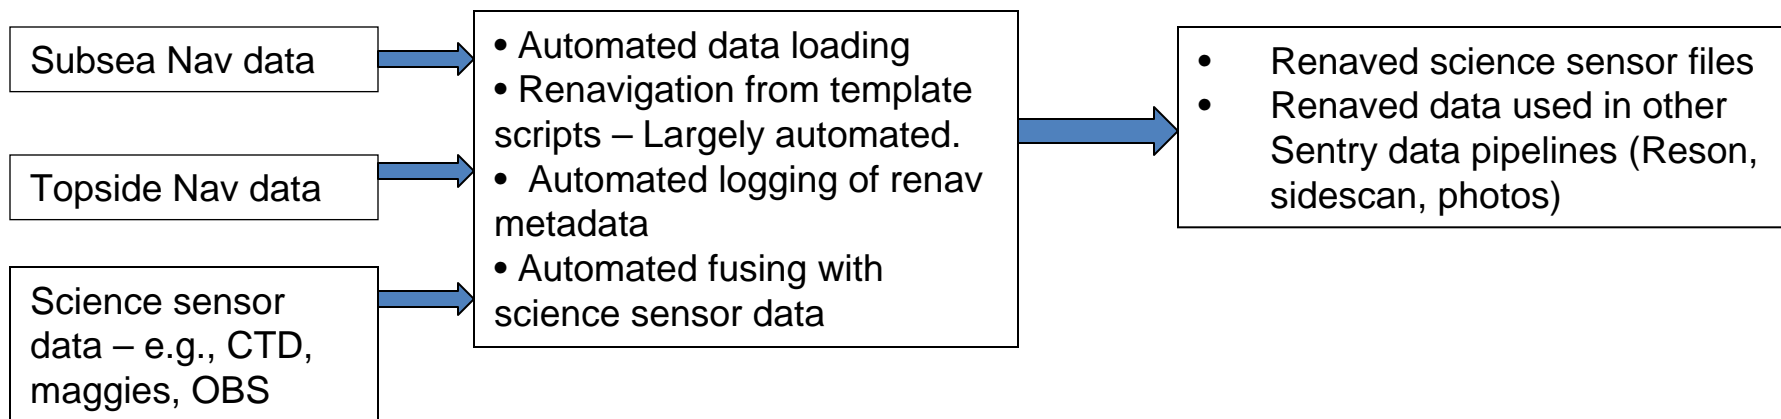 Subsea Nav data
Topside Nav data
Science sensor
data – e.g., CTD,
maggies, OBS
• Automated data loading
• Renavigation from template
scripts – Largely automated.
• Automated logging of renav
metadata
• Automated fusing with
science sensor data
• Renaved science sensor files
• Renaved data used in other
Sentry data pipelines (Reson,
sidescan, photos)